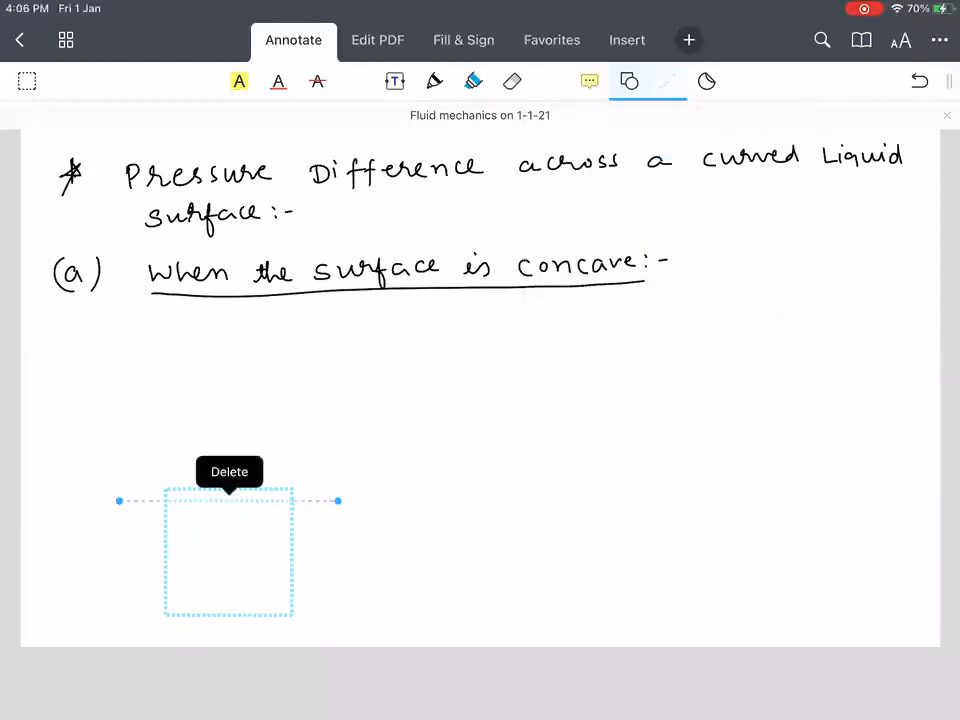 4:06 PM Fri 1 Jan 70%
Annotate Edit PDF Fill & Sign Favorites Insert
Fluid mechanics on 1-1-21
* Pressure Difference across a curved Liquid
surface:-
(a) When the surface is concave:-
Delete